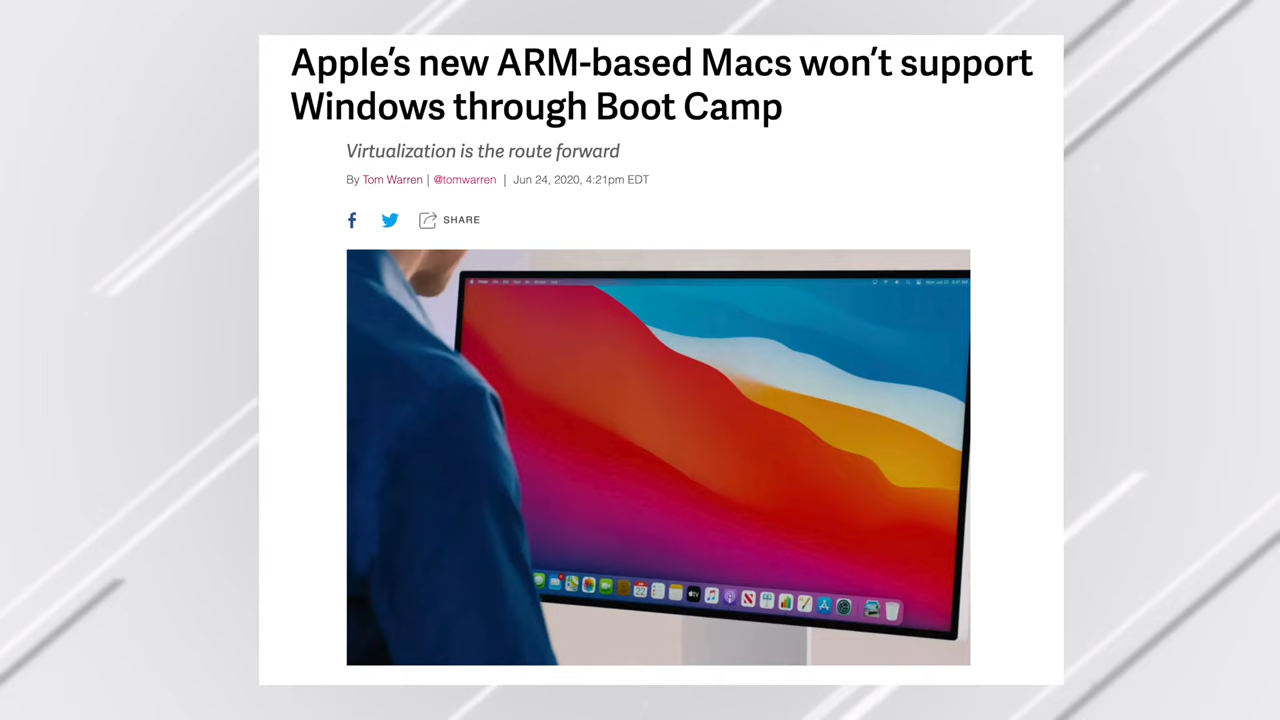 Apple’s new ARM-based Macs won’t support
Windows through Boot Camp
Virtualization is the route forward
By Tom Warren | @tomwarren | Jun 24, 2020, 4:21pm EDT
SHARE